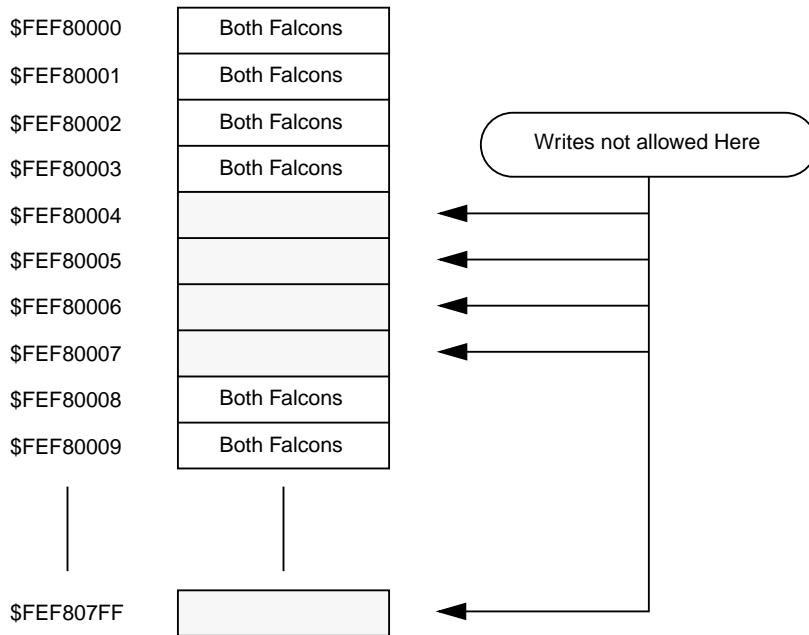 $FEF80000 Both Falcons
$FEF80001 Both Falcons
$FEF80002 Both Falcons
Writes not allowed Here
$FEF80003 Both Falcons
$FEF80004
$FEF80005
$FEF80006
$FEF80007
$FEF80008 Both Falcons
$FEF80009 Both Falcons
$FEF807FF